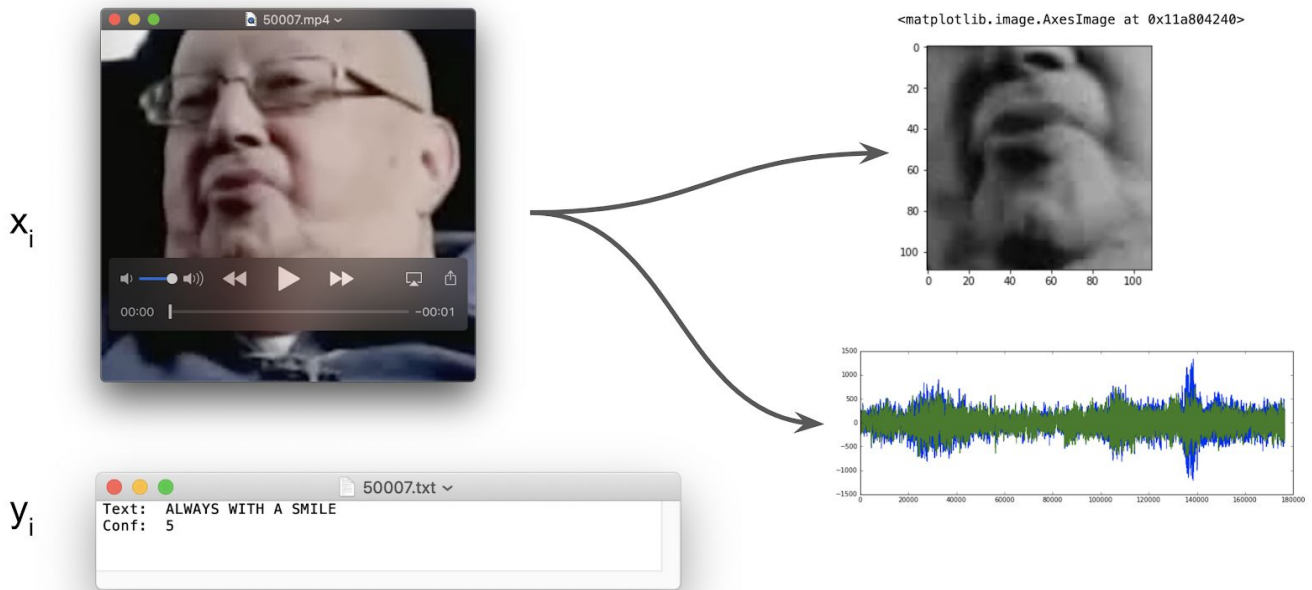 50007.mp4
<matplotlib.image.AxesImage at 0x11a804240>
0
20
40
60
80
100
0 20 40 60 80 100
x_i
00:00 -00:01
1500
1000
500
0
−500
−1000
−1500
0 20000 40000 60000 80000 100000 120000 140000 160000 180000
50007.txt
y_i
Text: ALWAYS WITH A SMILE
Conf: 5